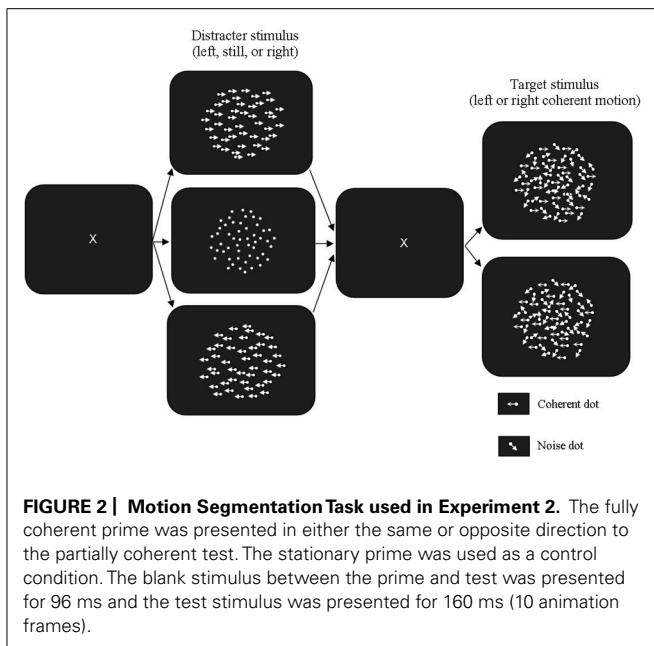 Distracter stimulus
(left, still, or right)
Target stimulus
(left or right coherent motion)
X
X
Coherent dot
Noise dot
FIGURE 2 | Motion Segmentation Task used in Experiment 2. The fully
coherent prime was presented in either the same or opposite direction to
the partially coherent test. The stationary prime was used as a control
condition. The blank stimulus between the prime and test was presented
for 96 ms and the test stimulus was presented for 160 ms (10 animation
frames).